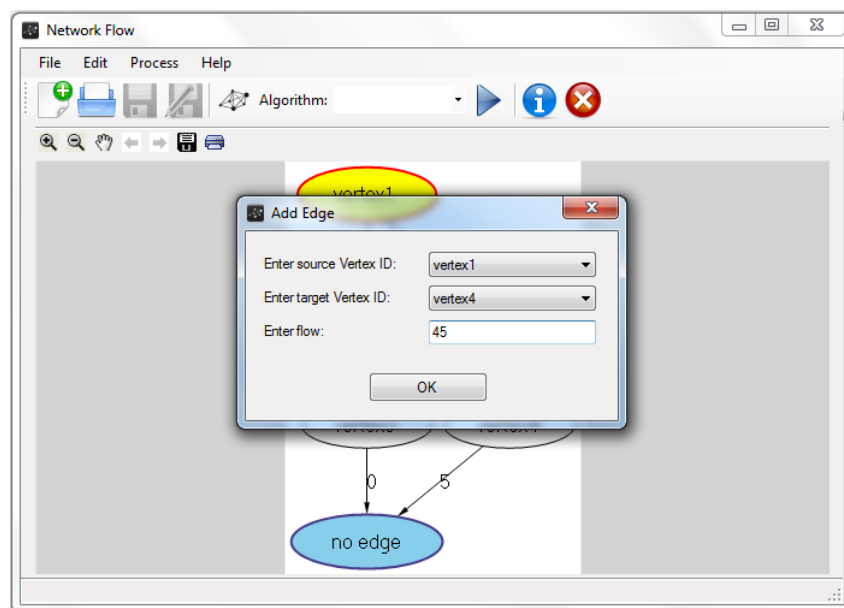 Network Flow
File Edit Process Help
Algorithm:
vertex1
Add Edge
Enter source Vertex ID: vertex1
Enter target Vertex ID: vertex4
Enter flow: 45
OK
0 5
no edge